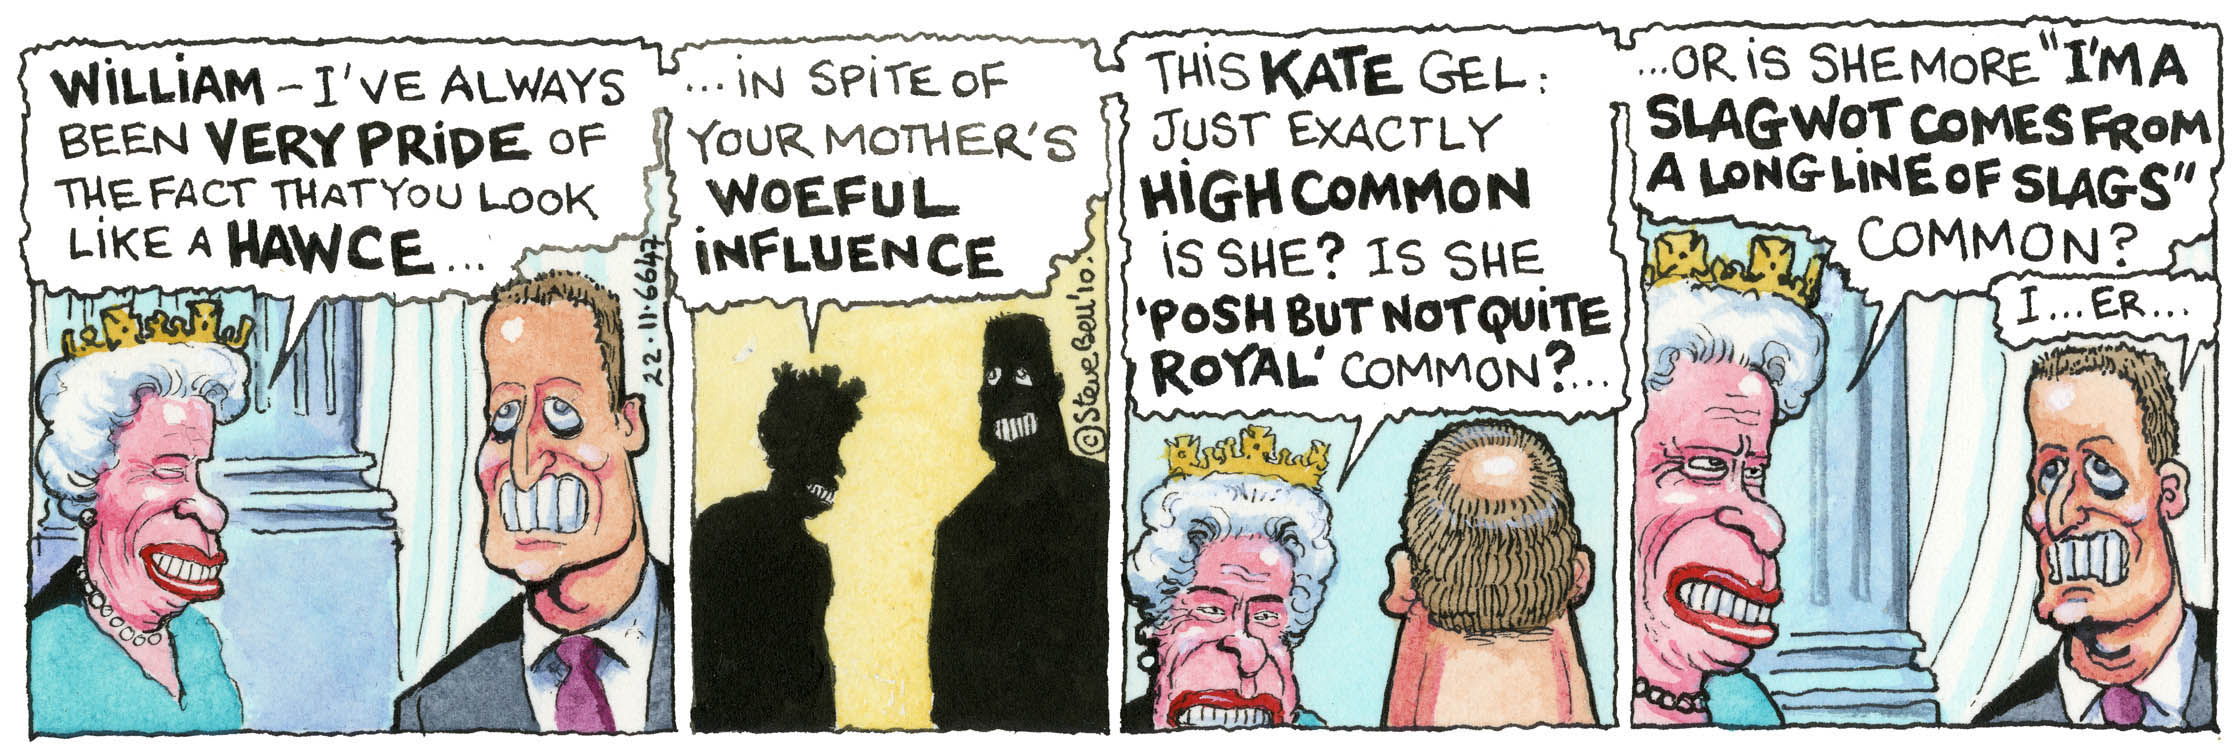 WiLLiAM – I'VE ALWAYS
BEEN VERY PRiDE OF
THE FACT THAT YOU LOOK
LiKE A HAWCE...
22·11·6647
...iN SPiTE OF
YOUR MOTHER'S
WOEFUL
iNFLUENCE
©Steve Bell '10.
THiS KATE GEL:
JUST EXACTLY
HiGH COMMON
iS SHE? IS SHE
'POSH BUT NOT QUiTE
ROYAL' COMMON?...
...OR iS SHE MORE "I'M A
SLAG WOT COMES FROM
A LONG LiNE OF SLAGS"
COMMON?
I...ER...